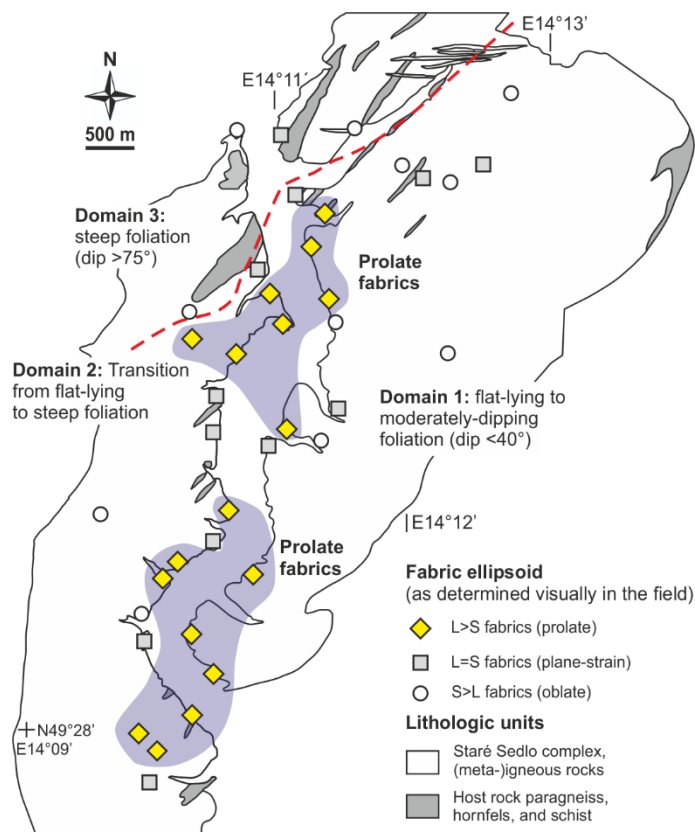 E14°13’
N
E14°11’
500 m
Domain 3:
steep foliation
(dip >75°)
Prolate
fabrics
Domain 2: Transition
from flat-lying
to steep foliation
Domain 1: flat-lying to
moderately-dipping
foliation (dip <40°)
E14°12’
Prolate
fabrics
Fabric ellipsoid
(as determined visually in the field)
L>S fabrics (prolate)
L=S fabrics (plane-strain)
S>L fabrics (oblate)
N49°28’
E14°09’
Lithologic units
Staré Sedlo complex,
(meta-)igneous rocks
Host rock paragneiss,
hornfels, and schist